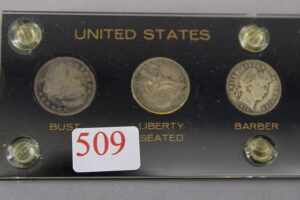 UNITED STATES
BUST LIBERTY BARBER
SEATED
509